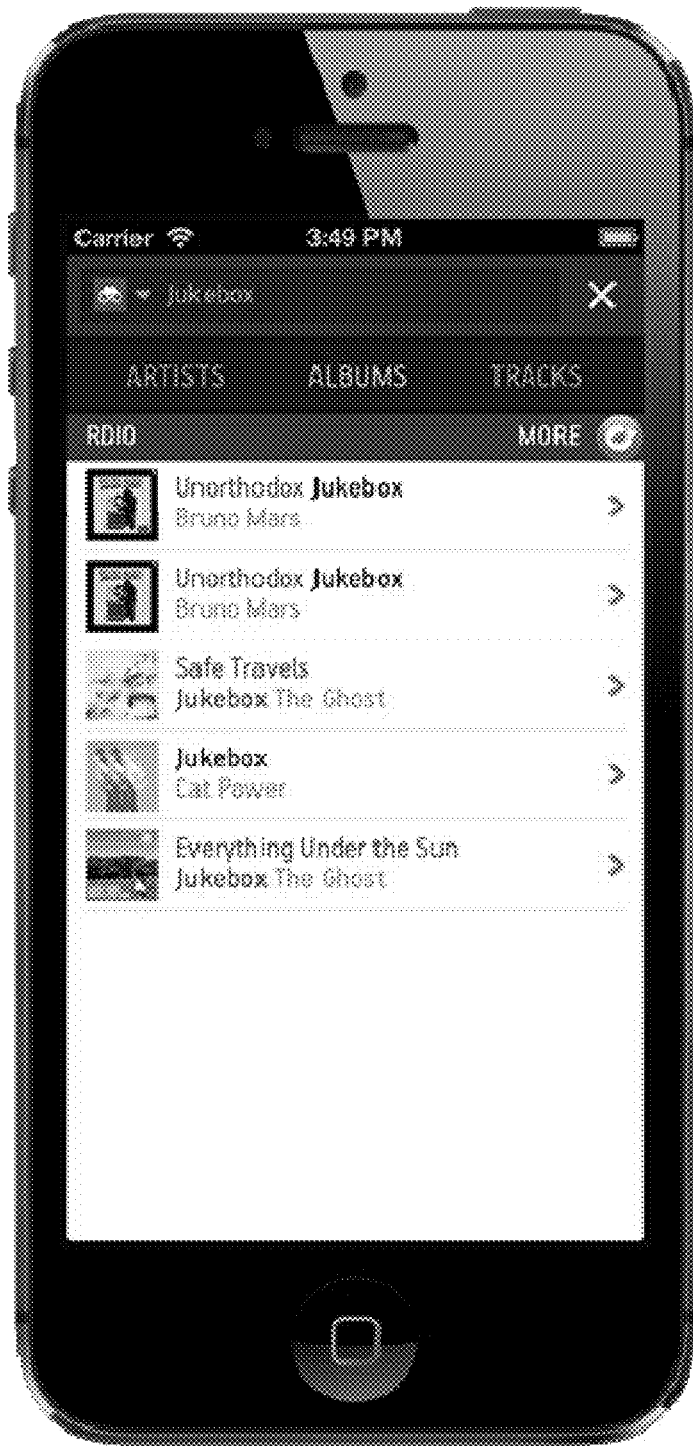 Carrier 3:49 PM
Jukebox
ARTISTS ALBUMS TRACKS
RDIO MORE
Unorthodox Jukebox
Bruno Mars
Unorthodox Jukebox
Bruno Mars
Safe Travels
Jukebox The Ghost
Jukebox
Cat Power
Everything Under the Sun
Jukebox The Ghost